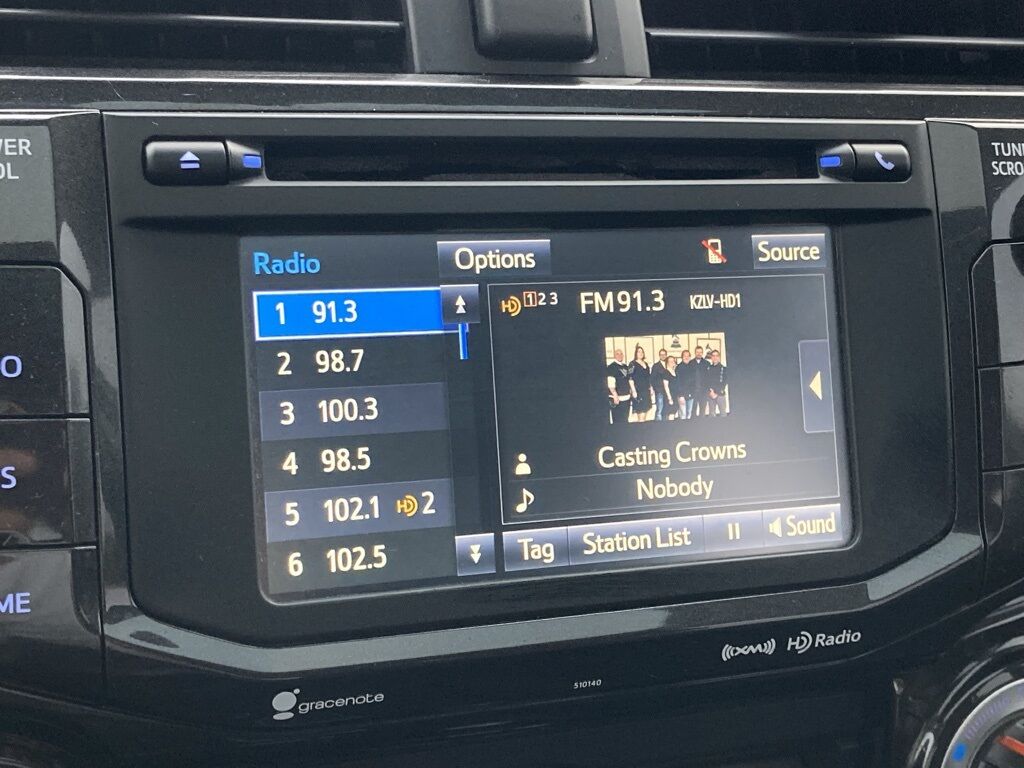 WER
OL
TUNE
SCRO
Radio
Options
Source
1 91.3
2 98.7
3 100.3
4 98.5
5 102.1 HD 2
6 102.5
HD 1 2 3 FM 91.3 KZLV-HD1
Casting Crowns
Nobody
Tag
Station List
Sound
O
S
ME
((XM)) HD Radio
gracenote
510140